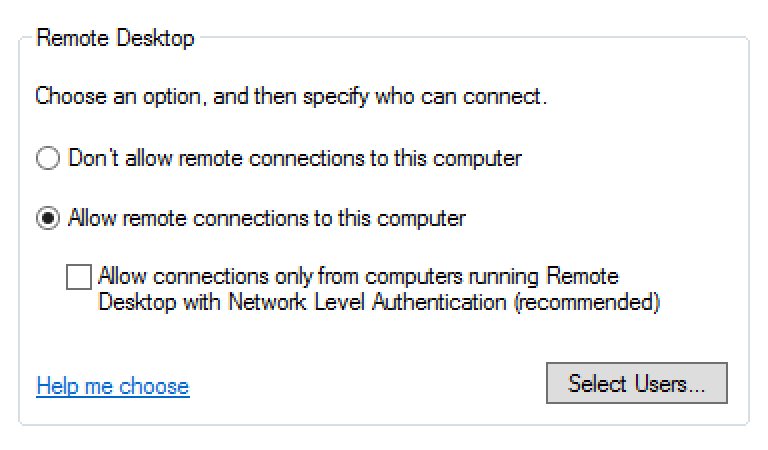 Remote Desktop
Choose an option, and then specify who can connect.
Don't allow remote connections to this computer
Allow remote connections to this computer
Allow connections only from computers running Remote
Desktop with Network Level Authentication (recommended)
Help me choose
Select Users...